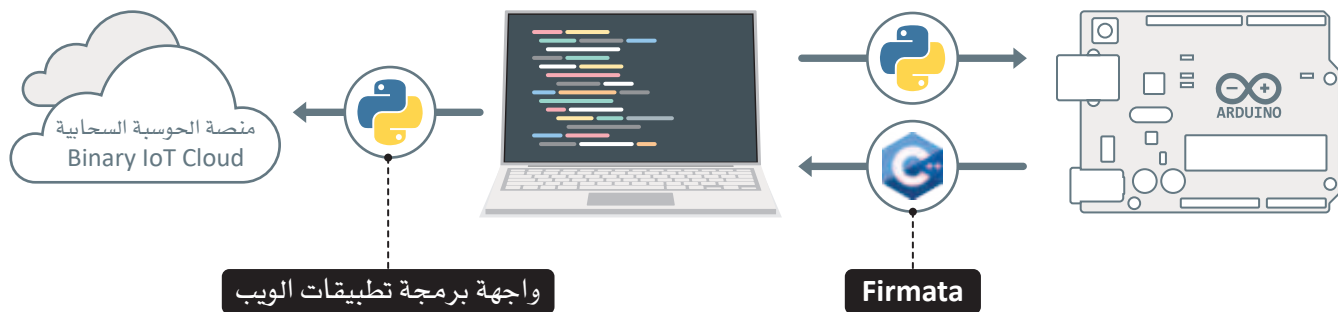 منصة الحوسبة السحابية
Binary IoT Cloud
C++
ARDUINO
واجهة برمجة تطبيقات الويب
Firmata